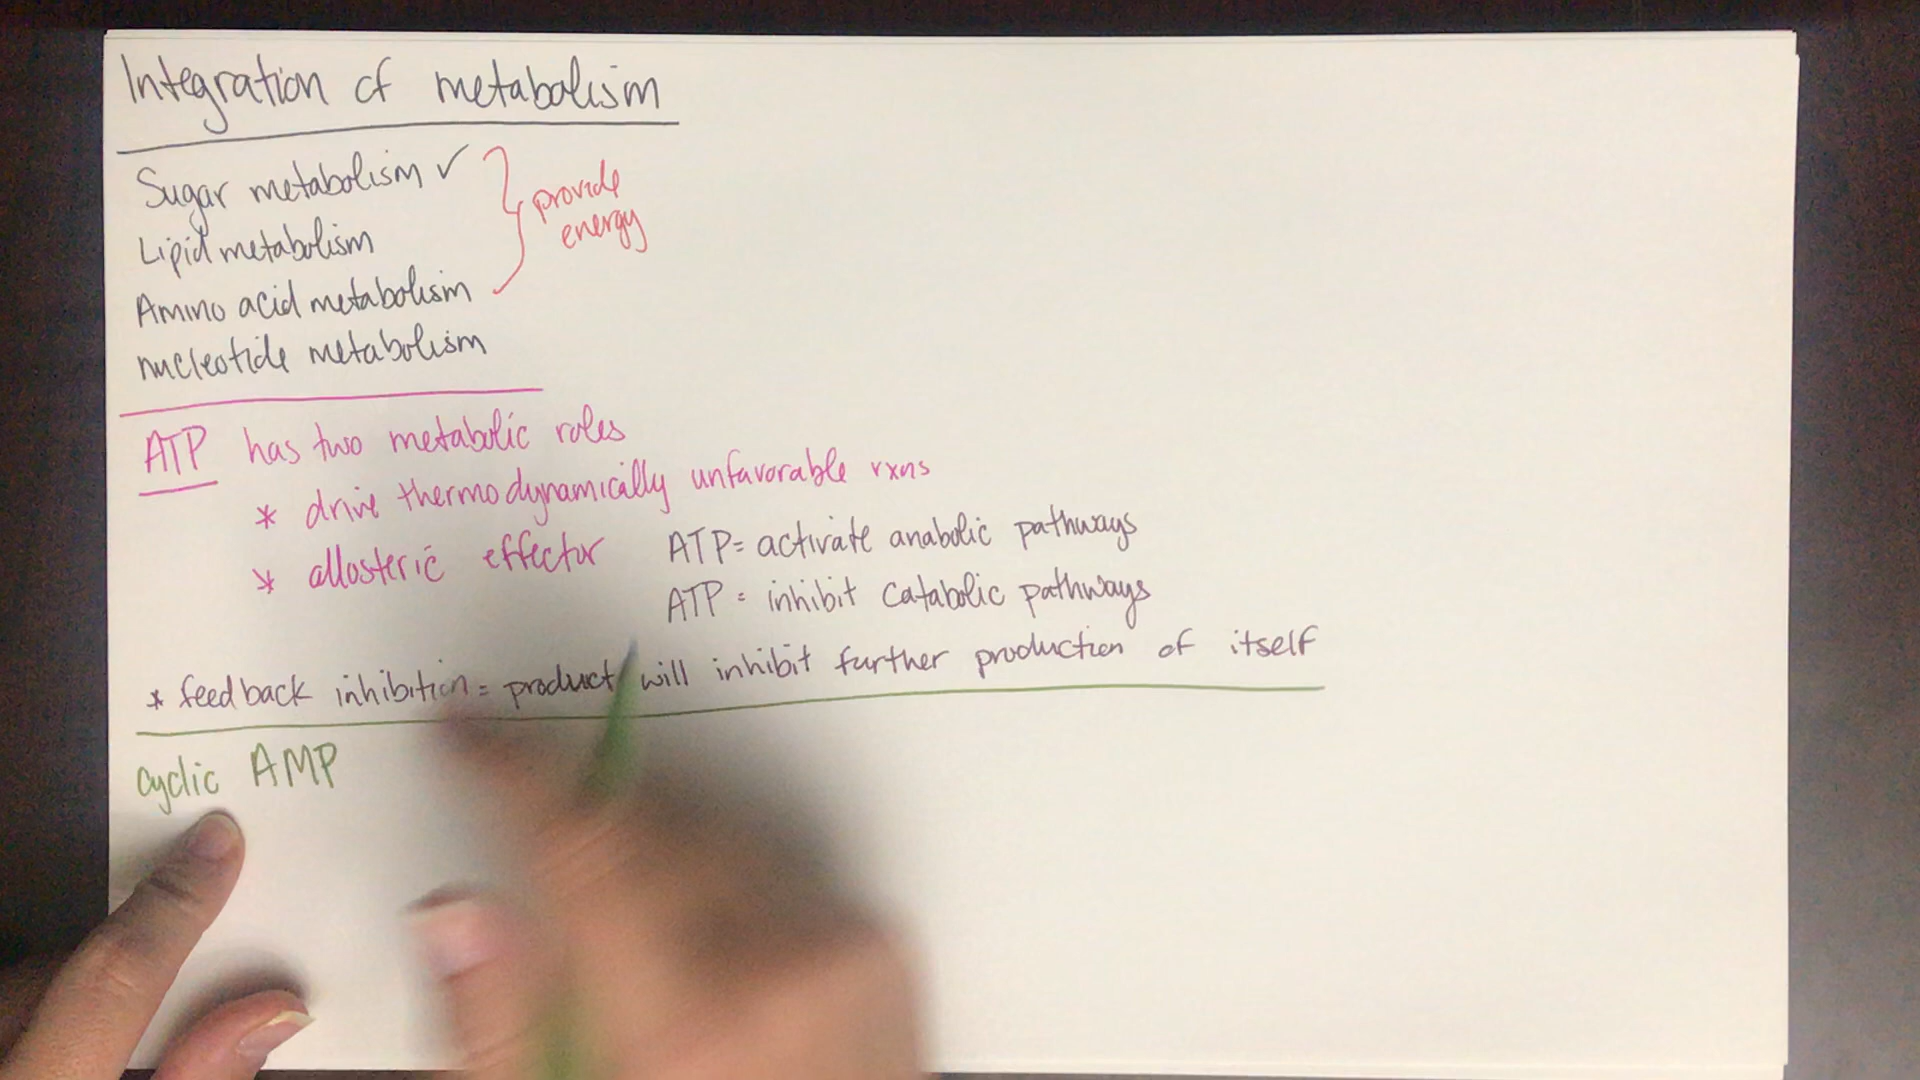 Integration of metabolism
Sugar metabolism ✓
Lipid metabolism
Amino acid metabolism
nucleotide metabolism
provide
energy
ATP has two metabolic roles
* drive thermodynamically unfavorable rxns
* allosteric effector
ATP = activate anabolic pathways
ATP = inhibit catabolic pathways
* feedback inhibition = product will inhibit further production of itself
cyclic AMP